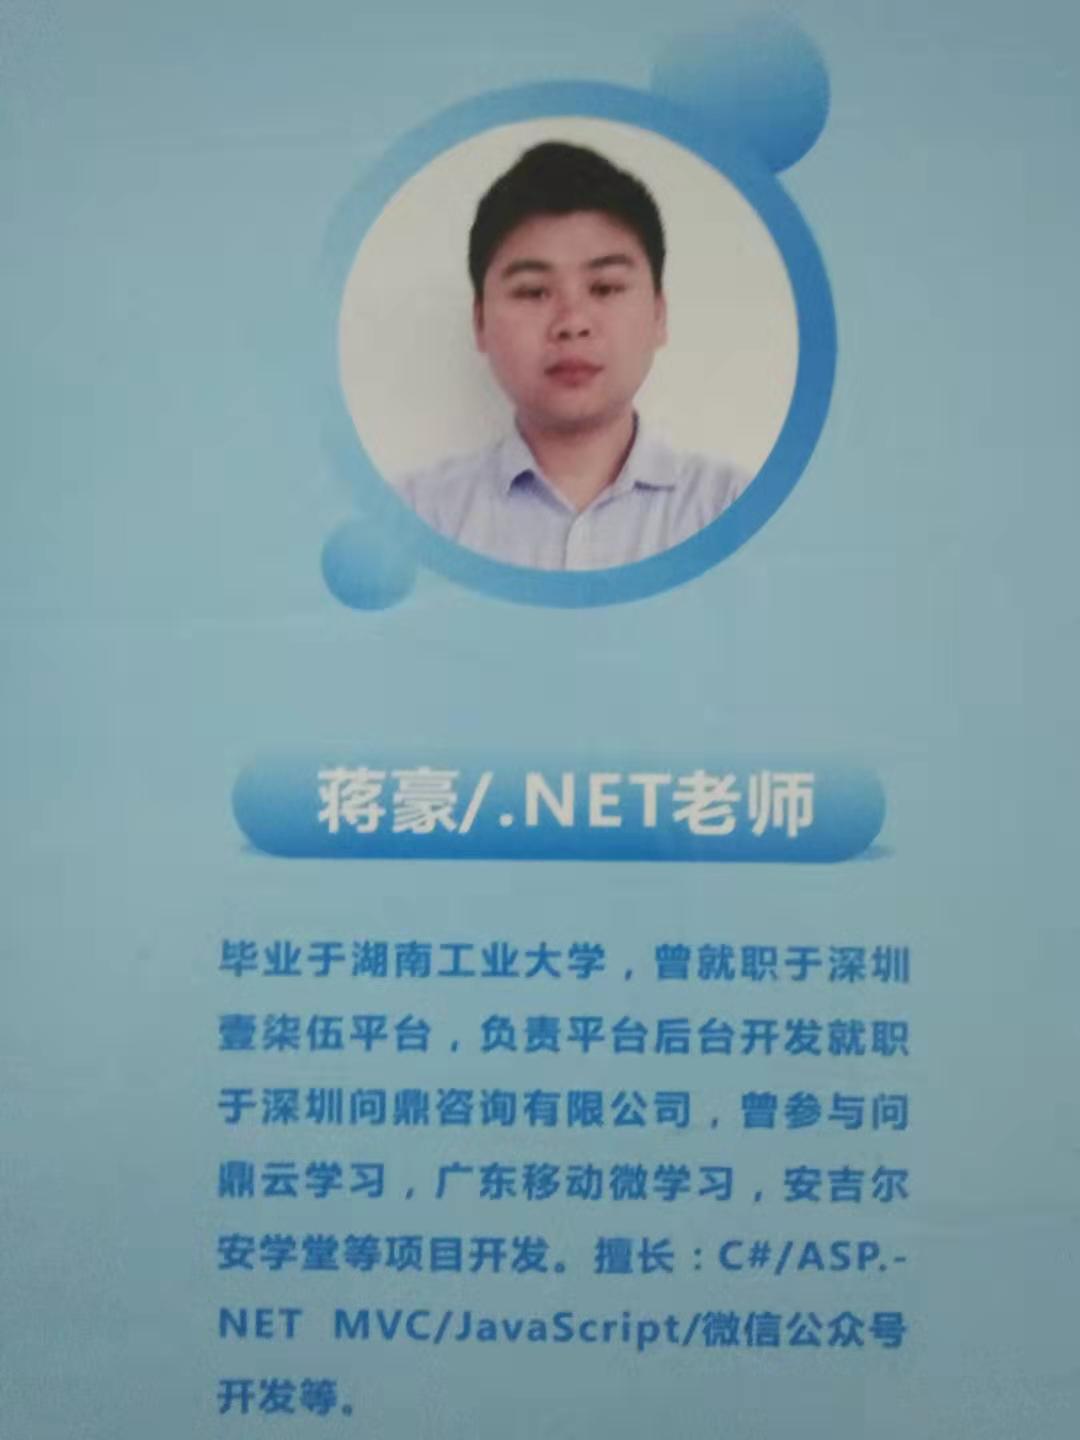 蒋豪/.NET老师
毕业于湖南工业大学，曾就职于深圳
壹柒伍平台，负责平台后台开发就职
于深圳问鼎咨询有限公司，曾参与问
鼎云学习，广东移动微学习，安吉尔
安学堂等项目开发。擅长：C#/ASP.-
NET MVC/JavaScript/微信公众号
开发等。